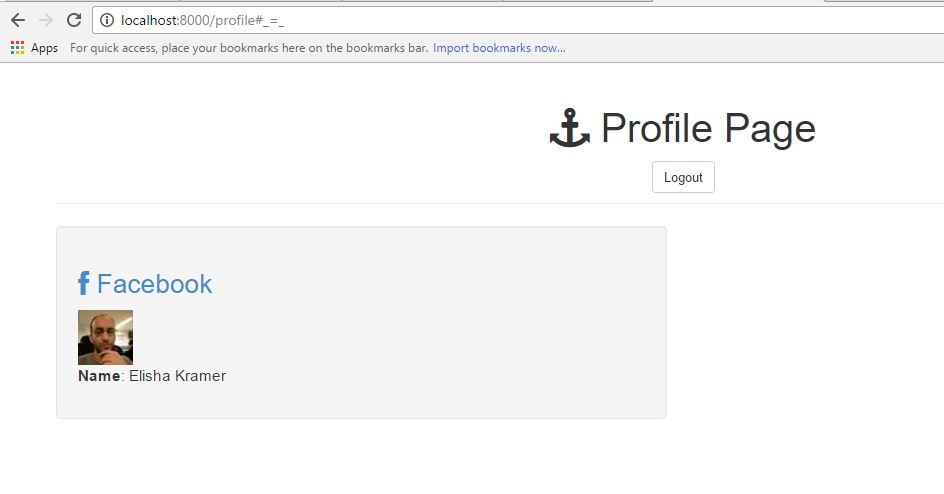 localhost:8000/profile#_=_
Apps For quick access, place your bookmarks here on the bookmarks bar. Import bookmarks now...
Profile Page
Logout
Facebook
Name: Elisha Kramer